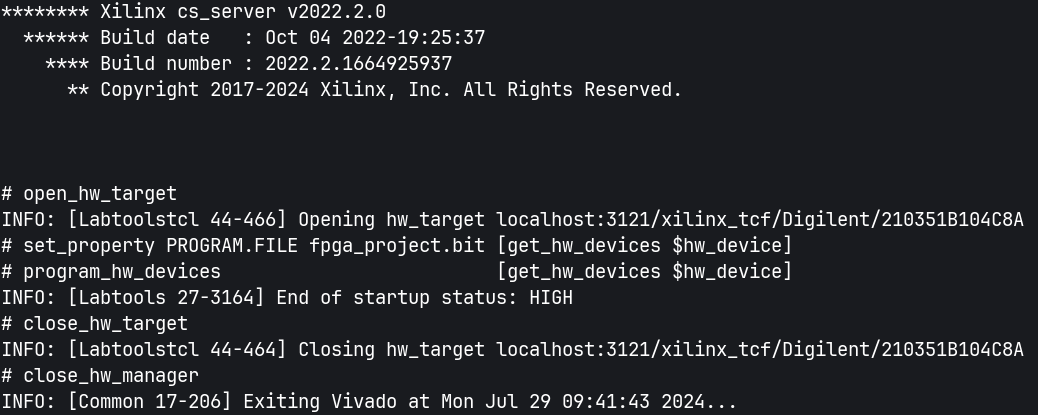 ******** Xilinx cs_server v2022.2.0
  ****** Build date   : Oct 04 2022-19:25:37
    **** Build number : 2022.2.1664925937
      ** Copyright 2017-2024 Xilinx, Inc. All Rights Reserved.
# open_hw_target
INFO: [Labtoolstcl 44-466] Opening hw_target localhost:3121/xilinx_tcf/Digilent/210351B104C8A
# set_property PROGRAM.FILE fpga_project.bit [get_hw_devices $hw_device]
# program_hw_devices                         [get_hw_devices $hw_device]
INFO: [Labtools 27-3164] End of startup status: HIGH
# close_hw_target
INFO: [Labtoolstcl 44-464] Closing hw_target localhost:3121/xilinx_tcf/Digilent/210351B104C8A
# close_hw_manager
INFO: [Common 17-206] Exiting Vivado at Mon Jul 29 09:41:43 2024...